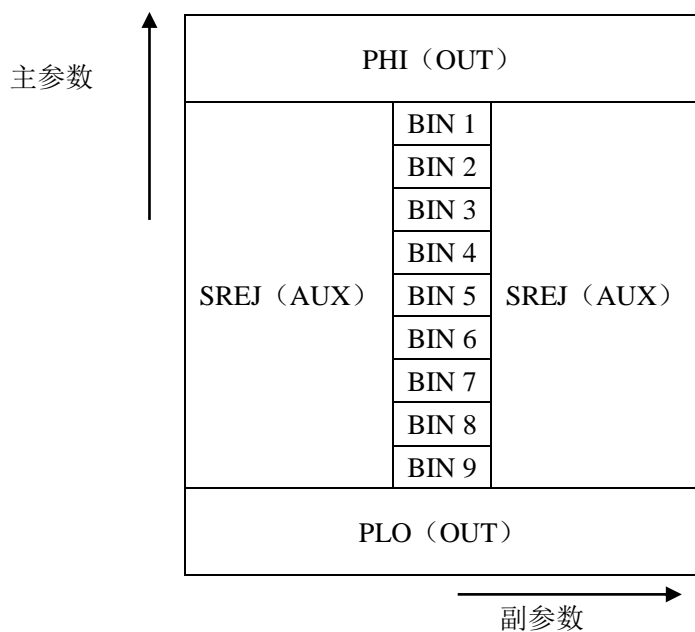 主参数
PHI（OUT）
BIN 1
BIN 2
BIN 3
BIN 4
SREJ（AUX）
BIN 5
SREJ（AUX）
BIN 6
BIN 7
BIN 8
BIN 9
PLO（OUT）
副参数